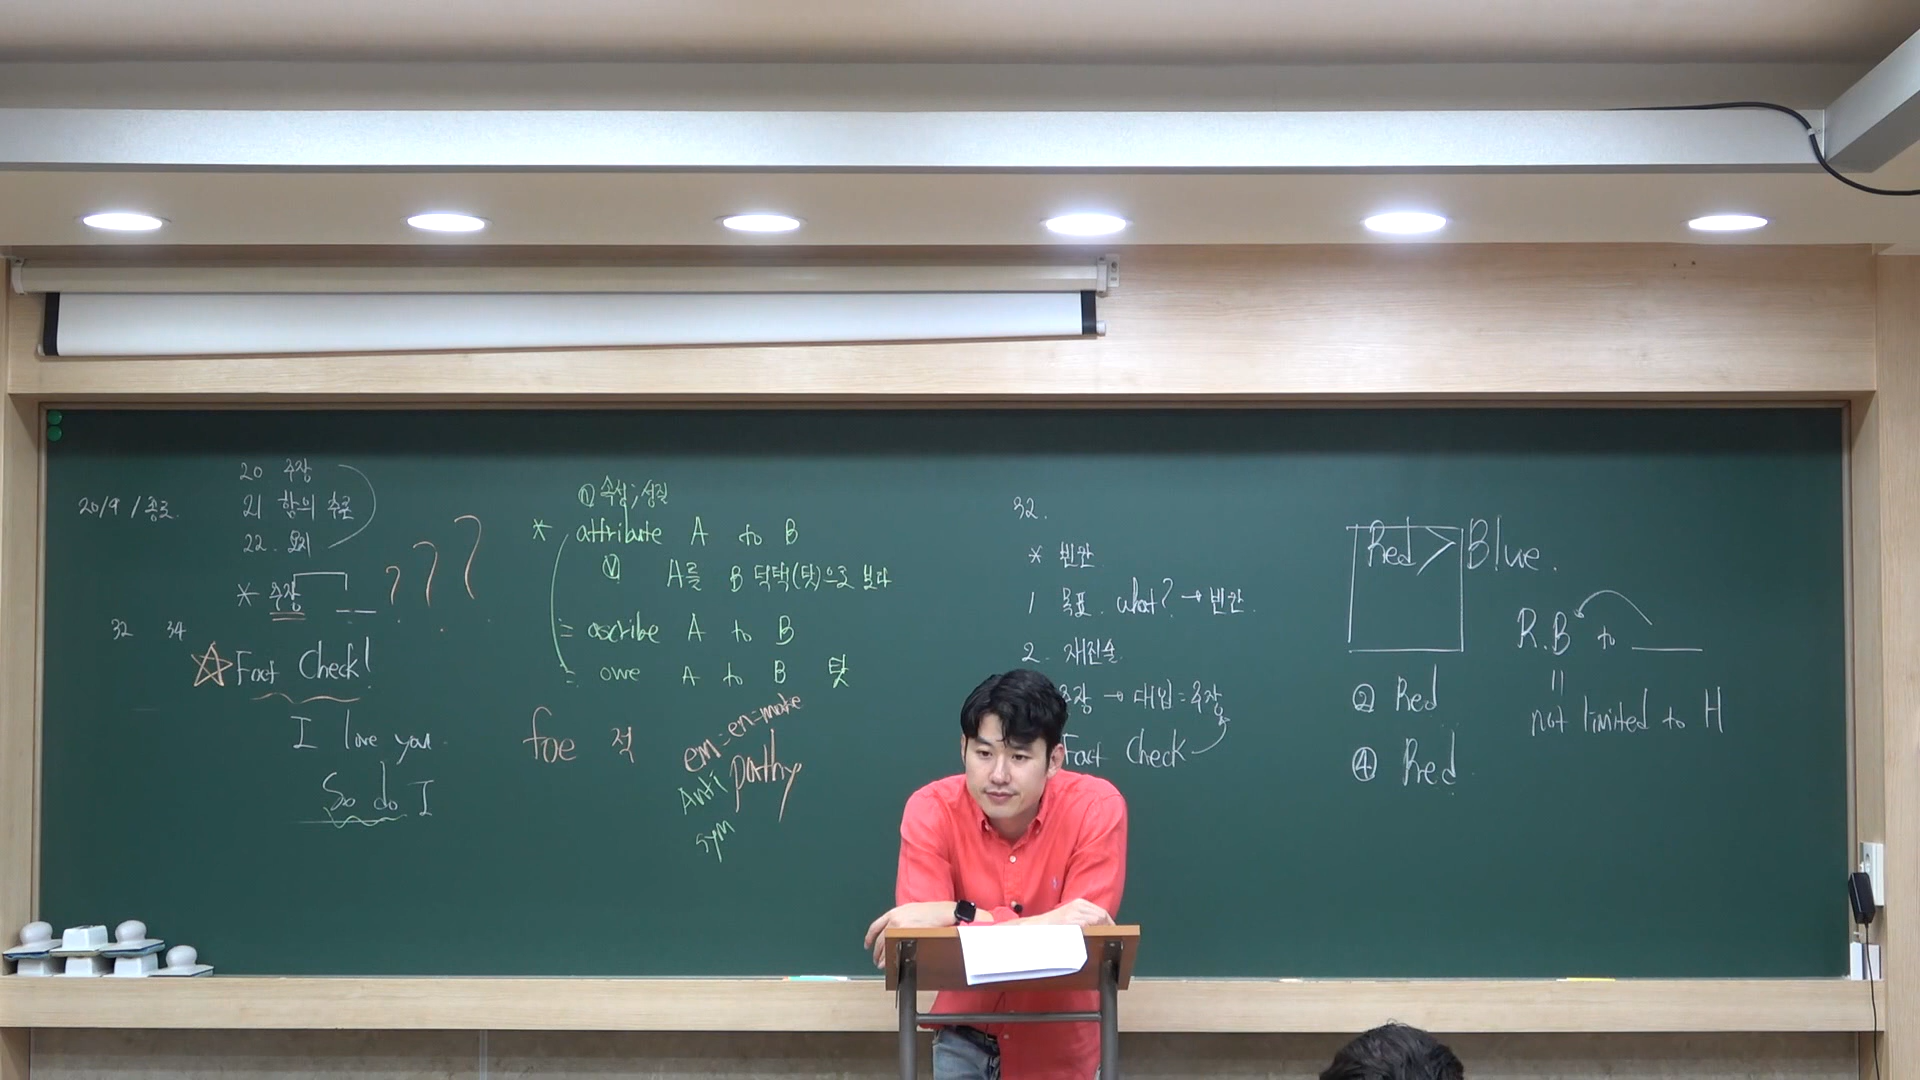 20 주장
20/9 / 종로
21 함의 추론
22. 요지
* 주장 _ _ ? ? ?
32 34
☆ Fact Check!
I love you.
So do I
ⓝ 속성; 성질
* attribute A to B
ⓥ A를 B 덕택(탓)으로 보다
= ascribe A to B
= owe A to B 탓
foe 적
em = en-make
pathy
Anti
sym
32.
* 빈칸
1 목표. what? → 빈칸.
2. 재진술
주장 → 대입 = 주장
Fact Check
Red > Blue.
R.B to ____
||
not limited to H
② Red
④ Red